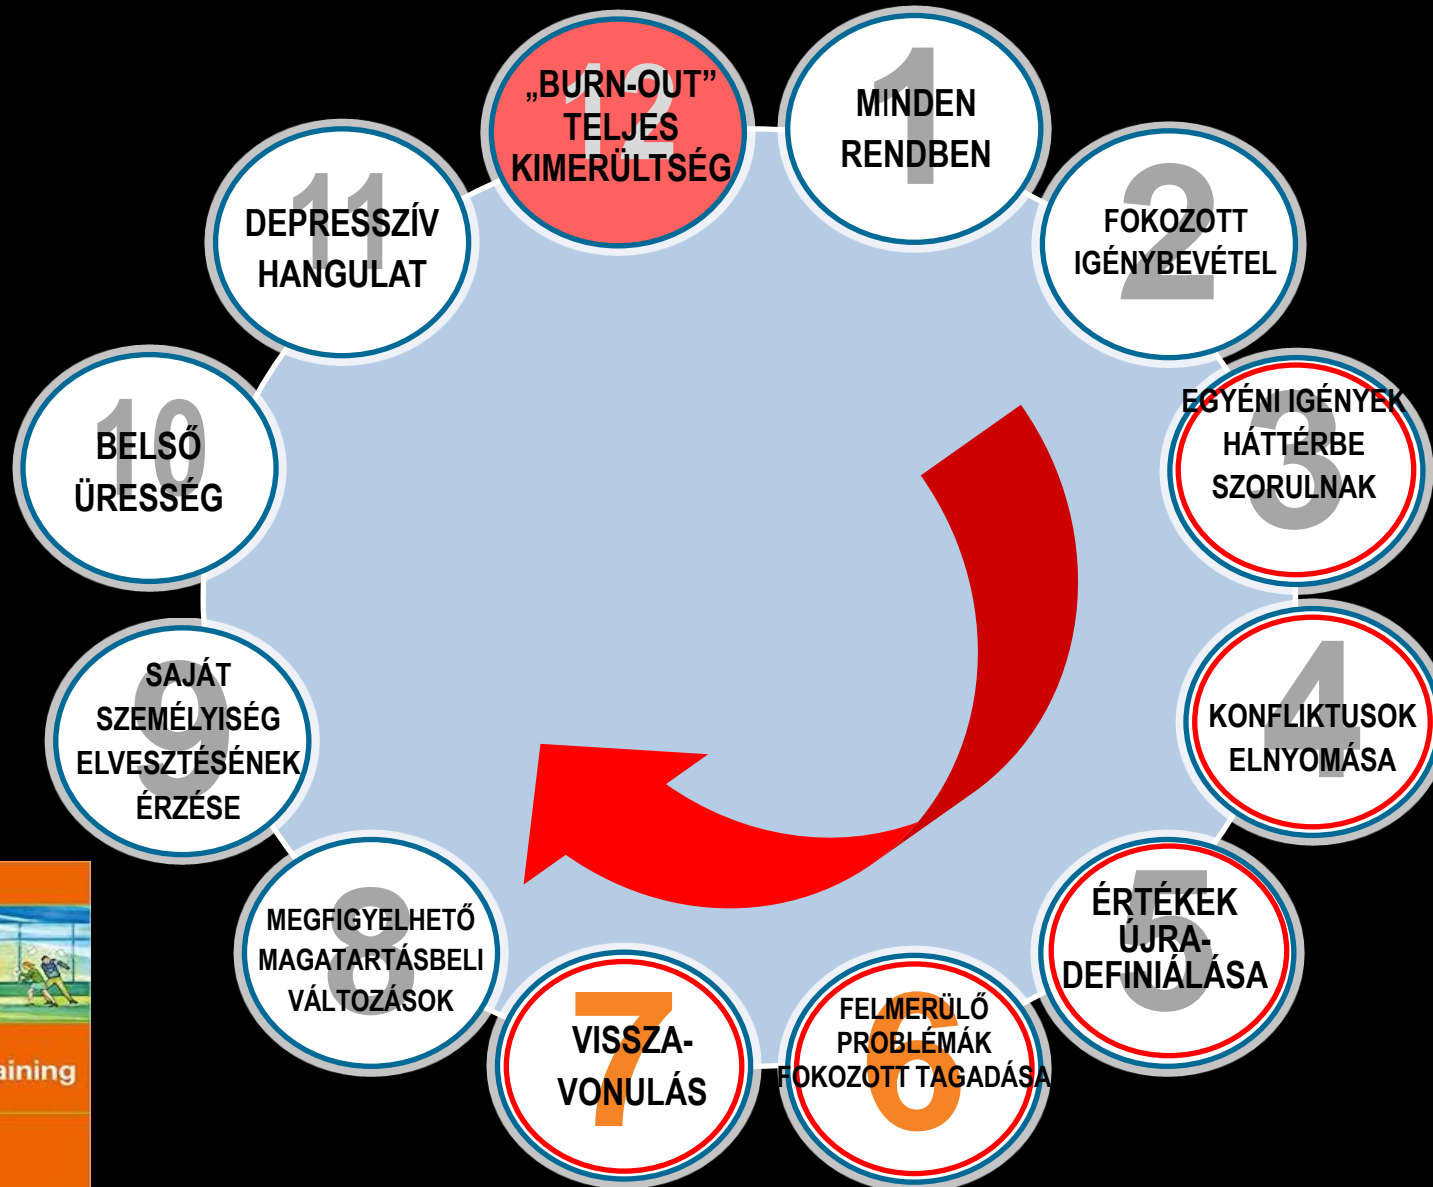 1
MINDEN
RENDBEN
2
FOKOZOTT
IGÉNYBEVÉTEL
3
EGYÉNI IGÉNYEK
HÁTTÉRBE
SZORULNAK
4
KONFLIKTUSOK
ELNYOMÁSA
5
ÉRTÉKEK
ÚJRA-
DEFINIÁLÁSA
6
FELMERÜLŐ
PROBLÉMÁK
FOKOZOTT TAGADÁSA
7
VISSZA-
VONULÁS
8
MEGFIGYELHETŐ
MAGATARTÁSBELI
VÁLTOZÁSOK
9
SAJÁT
SZEMÉLYISÉG
ELVESZTÉSÉNEK
ÉRZÉSE
10
BELSŐ
ÜRESSÉG
11
DEPRESSZÍV
HANGULAT
12
„BURN-OUT”
TELJES
KIMERÜLTSÉG
aining